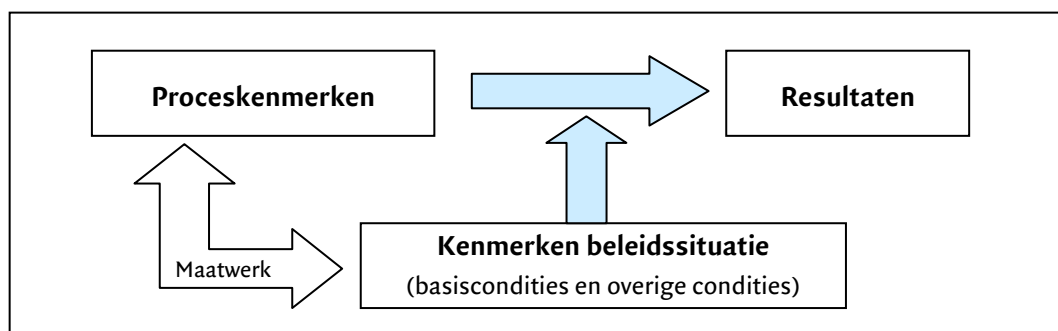 Proceskenmerken
Resultaten
Maatwerk
Kenmerken beleidssituatie
(basiscondities en overige condities)